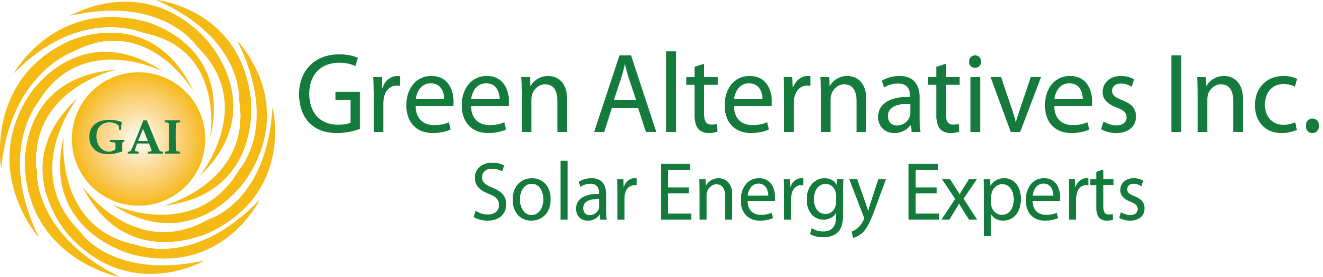 GAI
Green Alternatives Inc.
Solar Energy Experts